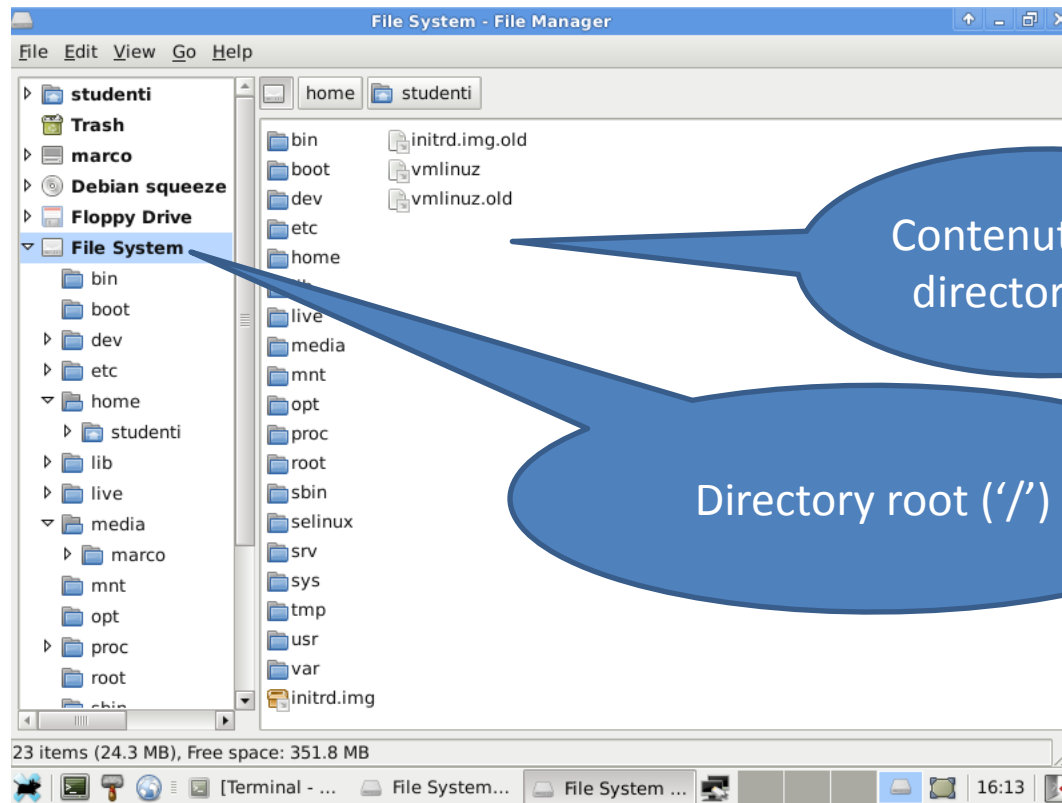 File System - File Manager
File Edit View Go Help
studenti
Trash
marco
Debian squeeze
Floppy Drive
File System
bin
boot
dev
etc
home
studenti
lib
live
media
marco
mnt
opt
proc
root
sbin
home studenti
bin
boot
dev
etc
home
live
media
mnt
opt
proc
root
sbin
selinux
srv
sys
tmp
usr
var
initrd.img
initrd.img.old
vmlinuz
vmlinuz.old
Contenut
director
Directory root (‘/’)
23 items (24.3 MB), Free space: 351.8 MB
[Terminal - ... File System... File System ... 16:13